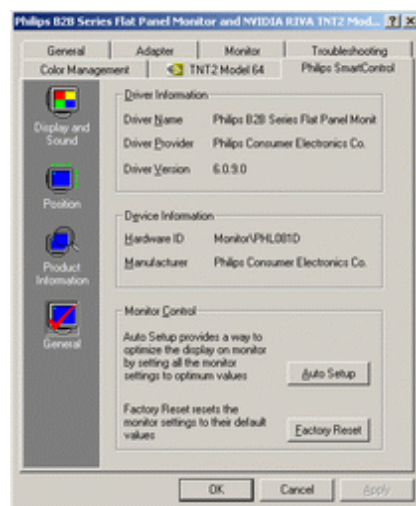 Philips B2B Series Flat Panel Monitor and NVIDIA RIVA TNT2 Mod...
General Adapter Monitor Troubleshooting
Color Management TNT2 Model 64 Philips SmartControl
Display and
Sound
Position
Product
Information
General
Driver Information
Driver Name Philips B2B Series Flat Panel Monit
Driver Provider Philips Consumer Electronics Co.
Driver Version 6.0.9.0
Device Information
Hardware ID Monitor\PHL081D
Manufacturer Philips Consumer Electronics Co.
Monitor Control
Auto Setup provides a way to
optimize the display on monitor
by setting all the monitor
settings to optimum values
Auto Setup
Factory Reset resets the
monitor settings to their default
values
Factory Reset
OK Cancel Apply